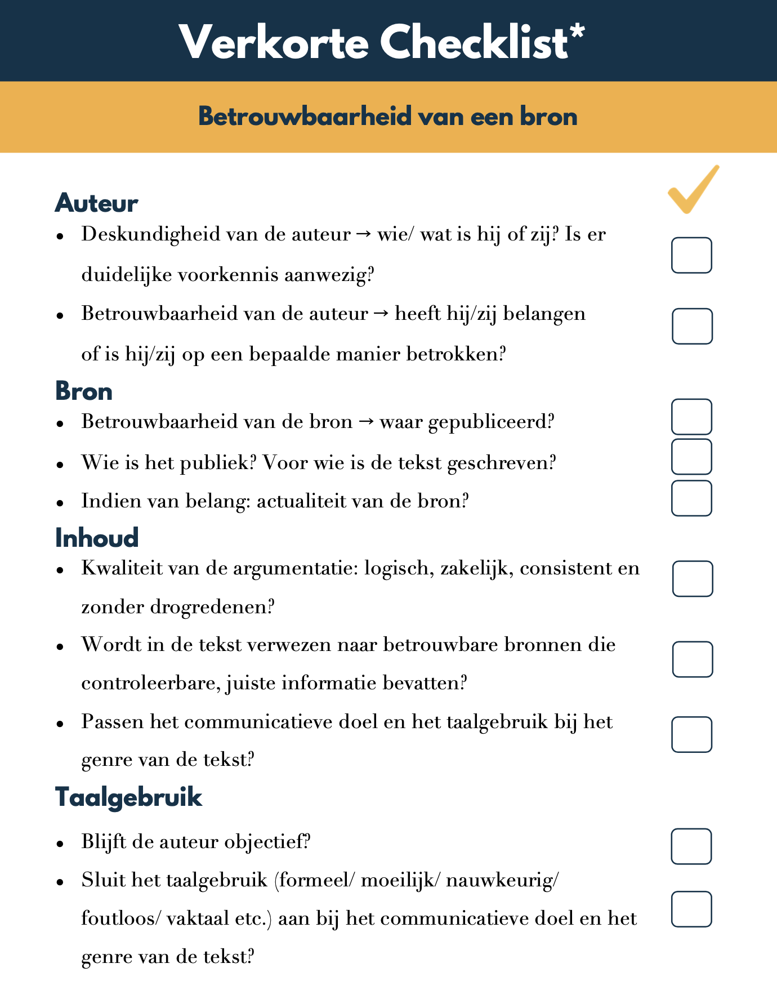 Verkorte Checklist*
Betrouwbaarheid van een bron
Auteur
• Deskundigheid van de auteur → wie/ wat is hij of zij? Is er
duidelijke voorkennis aanwezig?
• Betrouwbaarheid van de auteur → heeft hij/zij belangen
of is hij/zij op een bepaalde manier betrokken?
Bron
• Betrouwbaarheid van de bron → waar gepubliceerd?
• Wie is het publiek? Voor wie is de tekst geschreven?
• Indien van belang: actualiteit van de bron?
Inhoud
• Kwaliteit van de argumentatie: logisch, zakelijk, consistent en
zonder drogredenen?
• Wordt in de tekst verwezen naar betrouwbare bronnen die
controleerbare, juiste informatie bevatten?
• Passen het communicatieve doel en het taalgebruik bij het
genre van de tekst?
Taalgebruik
• Blijft de auteur objectief?
• Sluit het taalgebruik (formeel/ moeilijk/ nauwkeurig/
foutloos/ vaktaal etc.) aan bij het communicatieve doel en het
genre van de tekst?